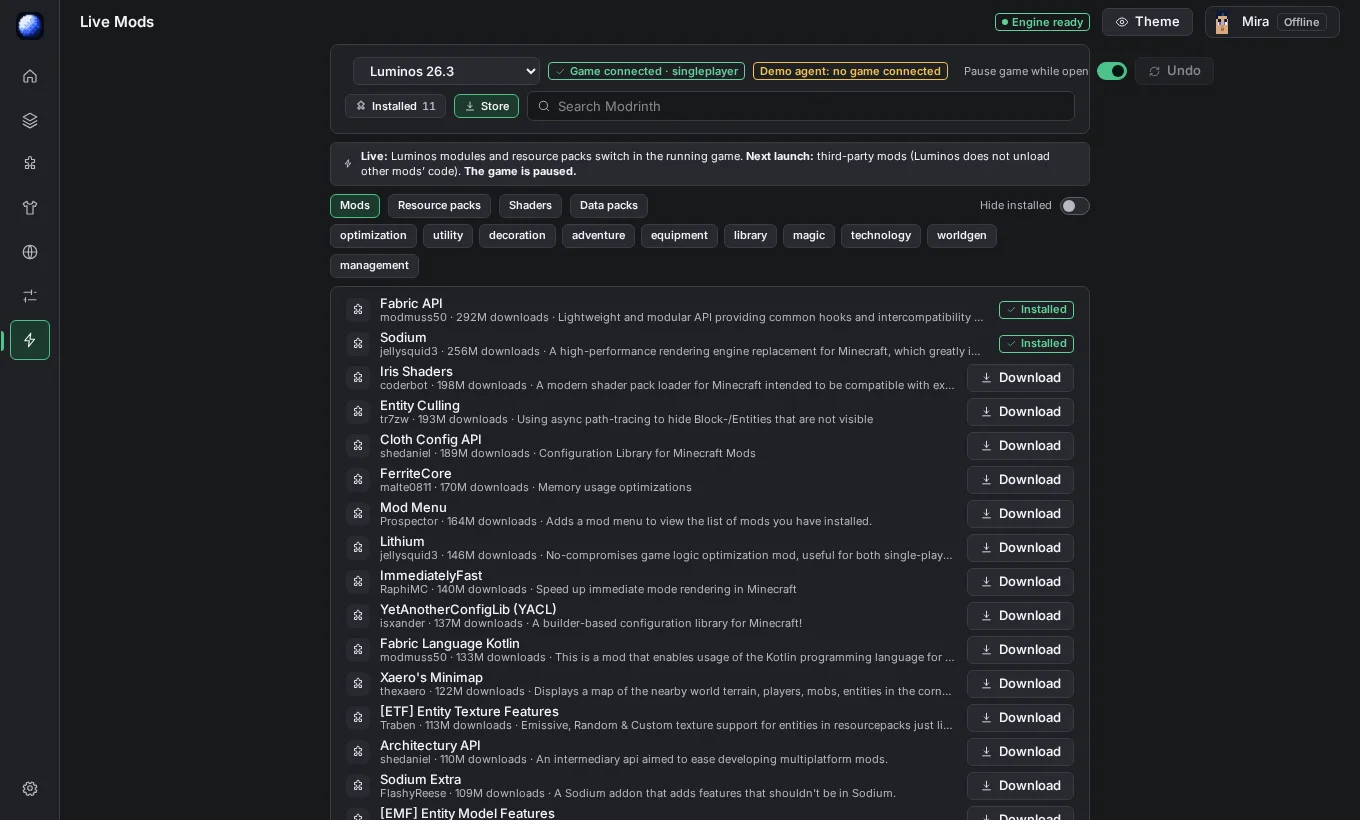 Live Mods
Engine ready
Theme
Mira Offline
Luminos 26.3
Game connected · singleplayer
Demo agent: no game connected
Pause game while open
Undo
Installed 11
Store
Search Modrinth
Live: Luminos modules and resource packs switch in the running game. Next launch: third-party mods (Luminos does not unload
other mods' code). The game is paused.
Mods Resource packs Shaders Data packs
Hide installed
optimization utility decoration adventure equipment library magic technology worldgen
management
Fabric API
modmuss50 · 292M downloads · Lightweight and modular API providing common hooks and intercompatibility ...
Installed
Sodium
jellysquid3 · 256M downloads · A high-performance rendering engine replacement for Minecraft, which greatly i...
Installed
Iris Shaders
coderbot · 198M downloads · A modern shader pack loader for Minecraft intended to be compatible with ex...
Download
Entity Culling
tr7zw · 193M downloads · Using async path-tracing to hide Block-/Entities that are not visible
Download
Cloth Config API
shedaniel · 189M downloads · Configuration Library for Minecraft Mods
Download
FerriteCore
malte0811 · 170M downloads · Memory usage optimizations
Download
Mod Menu
Prospector · 164M downloads · Adds a mod menu to view the list of mods you have installed.
Download
Lithium
jellysquid3 · 146M downloads · No-compromises game logic optimization mod, useful for both single-play...
Download
ImmediatelyFast
RaphiMC · 140M downloads · Speed up immediate mode rendering in Minecraft
Download
YetAnotherConfigLib (YACL)
isxander · 137M downloads · A builder-based configuration library for Minecraft!
Download
Fabric Language Kotlin
modmuss50 · 133M downloads · This is a mod that enables usage of the Kotlin programming language for ...
Download
Xaero's Minimap
thexaero · 122M downloads · Displays a map of the nearby world terrain, players, mobs, entities in the corn...
Download
[ETF] Entity Texture Features
Traben · 113M downloads · Emissive, Random & Custom texture support for entities in resourcepacks just li...
Download
Architectury API
shedaniel · 110M downloads · An intermediary api aimed to ease developing multiplatform mods.
Download
Sodium Extra
FlashyReese · 109M downloads · A Sodium addon that adds features that shouldn't be in Sodium.
Download
[EMF] Entity Model Features
Download